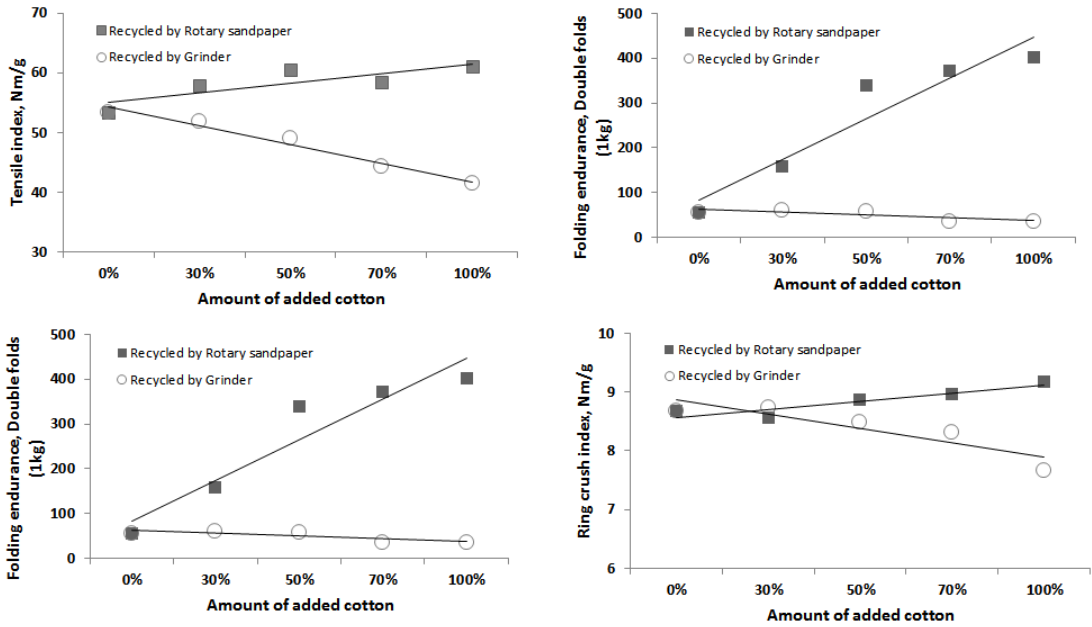 70
60
50
40
30
Tensile index, Nm/g
Recycled by Rotary sandpaper
Recycled by Grinder
0% 30% 50% 70% 100%
Amount of added cotton
500
400
300
200
100
0
Folding endurance, Double folds
(1kg)
Recycled by Rotary sandpaper
Recycled by Grinder
0% 30% 50% 70% 100%
Amount of added cotton
500
400
300
200
100
0
Folding endurance, Double folds
(1kg)
Recycled by Rotary sandpaper
Recycled by Grinder
0% 30% 50% 70% 100%
Amount of added cotton
10
9
8
7
6
Ring crush index, Nm/g
Recycled by Rotary sandpaper
Recycled by Grinder
0% 30% 50% 70% 100%
Amount of added cotton